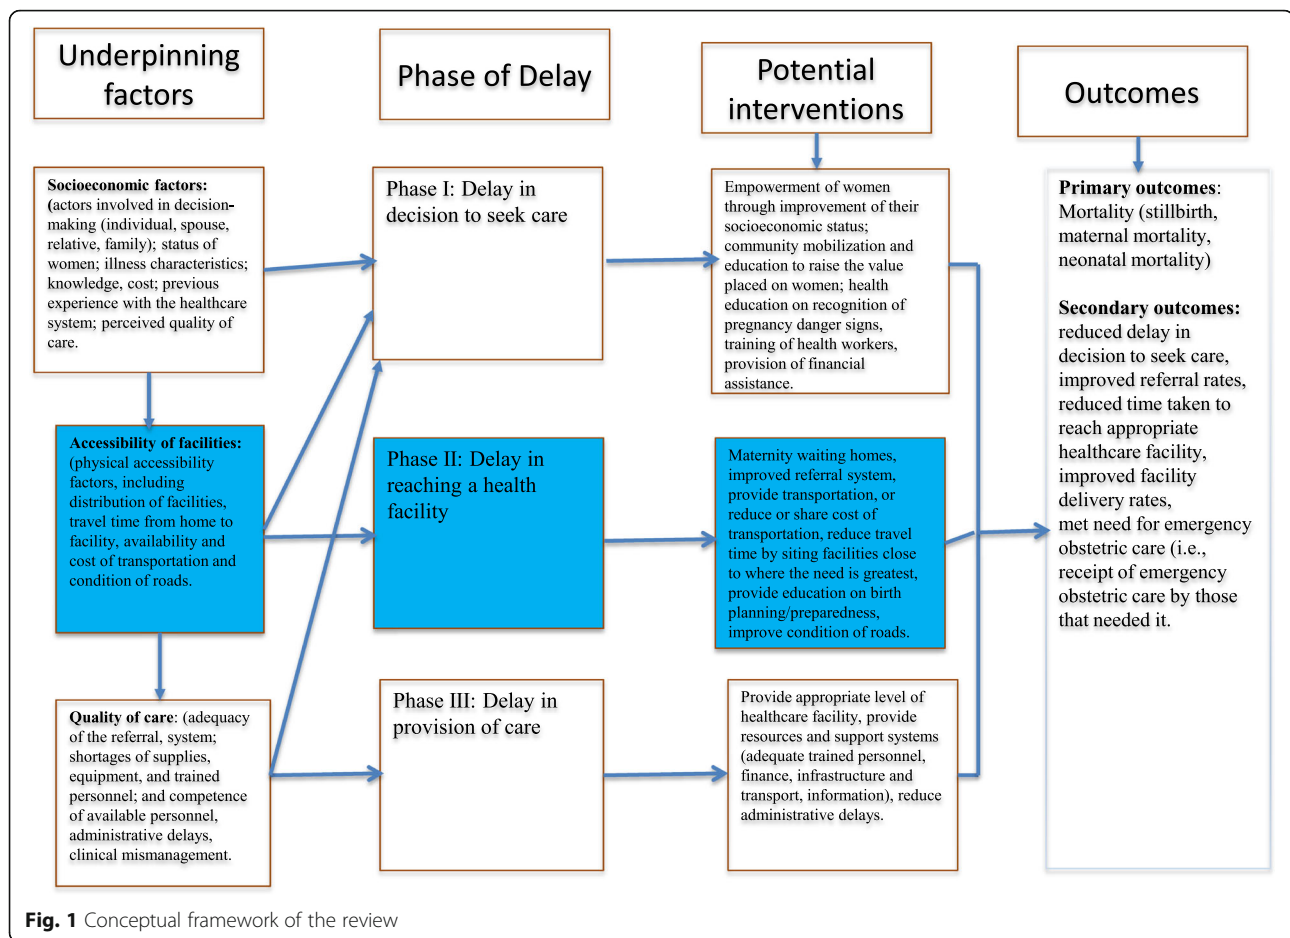 Underpinning
factors
Phase of Delay
Potential
interventions
Outcomes
Socioeconomic factors:
(actors involved in decision-
making (individual, spouse,
relative, family); status of
women; illness characteristics;
knowledge, cost; previous
experience with the healthcare
system; perceived quality of
care.
Phase I: Delay in
decision to seek care
Empowerment of women
through improvement of their
socioeconomic status;
community mobilization and
education to raise the value
placed on women; health
education on recognition of
pregnancy danger signs,
training of health workers,
provision of financial
assistance.
Primary outcomes:
Mortality (stillbirth,
maternal mortality,
neonatal mortality)
Secondary outcomes:
reduced delay in
decision to seek care,
improved referral rates,
reduced time taken to
reach appropriate
healthcare facility,
improved facility
delivery rates,
met need for emergency
obstetric care (i.e.,
receipt of emergency
obstetric care by those
that needed it.
Accessibility of facilities:
(physical accessibility
factors, including
distribution of facilities,
travel time from home to
facility, availability and
cost of transportation and
condition of roads.
Phase II: Delay in
reaching a health
facility
Maternity waiting homes,
improved referral system,
provide transportation, or
reduce or share cost of
transportation, reduce travel
time by siting facilities close
to where the need is greatest,
provide education on birth
planning/preparedness,
improve condition of roads.
Quality of care: (adequacy
of the referral, system;
shortages of supplies,
equipment, and trained
personnel; and competence
of available personnel,
administrative delays,
clinical mismanagement.
Phase III: Delay in
provision of care
Provide appropriate level of
healthcare facility, provide
resources and support systems
(adequate trained personnel,
finance, infrastructure and
transport, information), reduce
administrative delays.
Fig. 1 Conceptual framework of the review